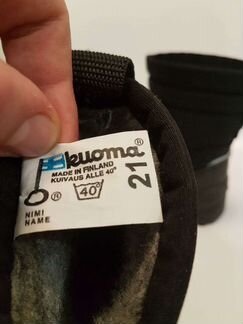 kuoma®
MADE IN FINLAND
KUIVAUS ALLE 40°
® 40°
21
NIMI
NAME